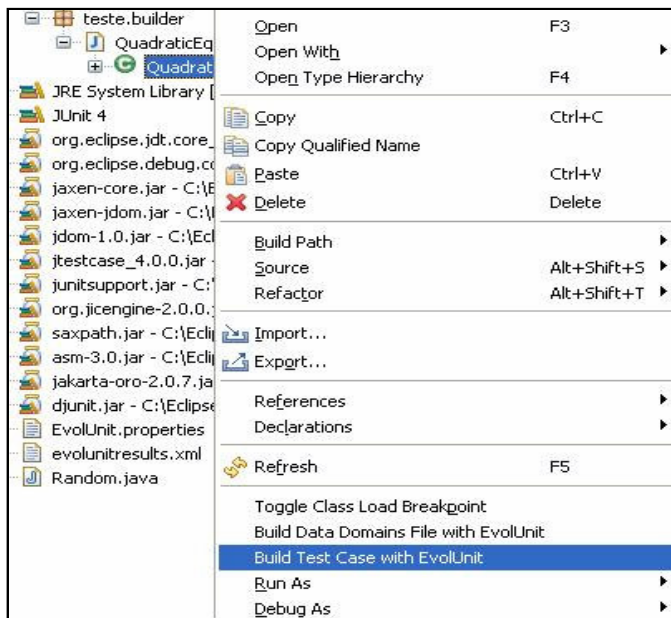 teste.builder
QuadraticEq
Quadrat
JRE System Library [
JUnit 4
org.eclipse.jdt.core_
org.eclipse.debug.co
jaxen-core.jar - C:\E
jaxen-jdom.jar - C:\
jdom-1.0.jar - C:\Ecl
jtestcase_4.0.0.jar -
junitsupport.jar - C:
org.jicengine-2.0.0.
saxpath.jar - C:\Eclip
asm-3.0.jar - C:\Eclip
jakarta-oro-2.0.7.ja
djunit.jar - C:\Eclipse
EvolUnit.properties
evolunitresults.xml
Random.java
Open F3
Open With
Open Type Hierarchy F4
Copy Ctrl+C
Copy Qualified Name
Paste Ctrl+V
Delete Delete
Build Path
Source Alt+Shift+S
Refactor Alt+Shift+T
Import...
Export...
References
Declarations
Refresh F5
Toggle Class Load Breakpoint
Build Data Domains File with EvolUnit
Build Test Case with EvolUnit
Run As
Debug As